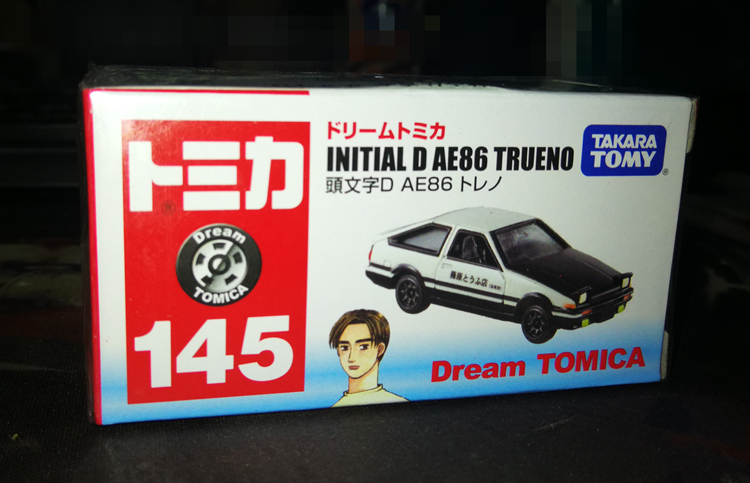 トミカ
Dream
TOMICA
145
ドリームトミカ
INITIAL D AE86 TRUENO
頭文字D AE86 トレノ
TAKARA
TOMY
藤原とうふ店
Dream TOMICA